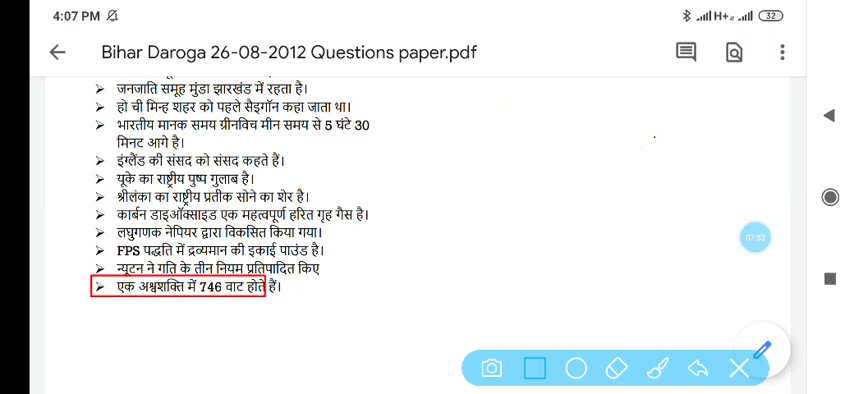 4:07 PM
H+
32
Bihar Daroga 26-08-2012 Questions paper.pdf
➤ जनजाति समूह मुंडा झारखंड में रहता है।
➤ हो ची मिन्ह शहर को पहले सैइगॉन कहा जाता था।
➤ भारतीय मानक समय ग्रीनविच मीन समय से 5 घंटे 30
मिनट आगे है।
➤ इंग्लैंड की संसद को संसद कहते हैं।
➤ यूके का राष्ट्रीय पुष्प गुलाब है।
➤ श्रीलंका का राष्ट्रीय प्रतीक सोने का शेर है।
➤ कार्बन डाइऑक्साइड एक महत्वपूर्ण हरित गृह गैस है।
➤ लघुगणक नेपियर द्वारा विकसित किया गया।
➤ FPS पद्धति में द्रव्यमान की इकाई पाउंड है।
➤ न्यूटन ने गति के तीन नियम प्रतिपादित किए
➤ एक अश्वशक्ति में 746 वाट होते हैं।
07:53